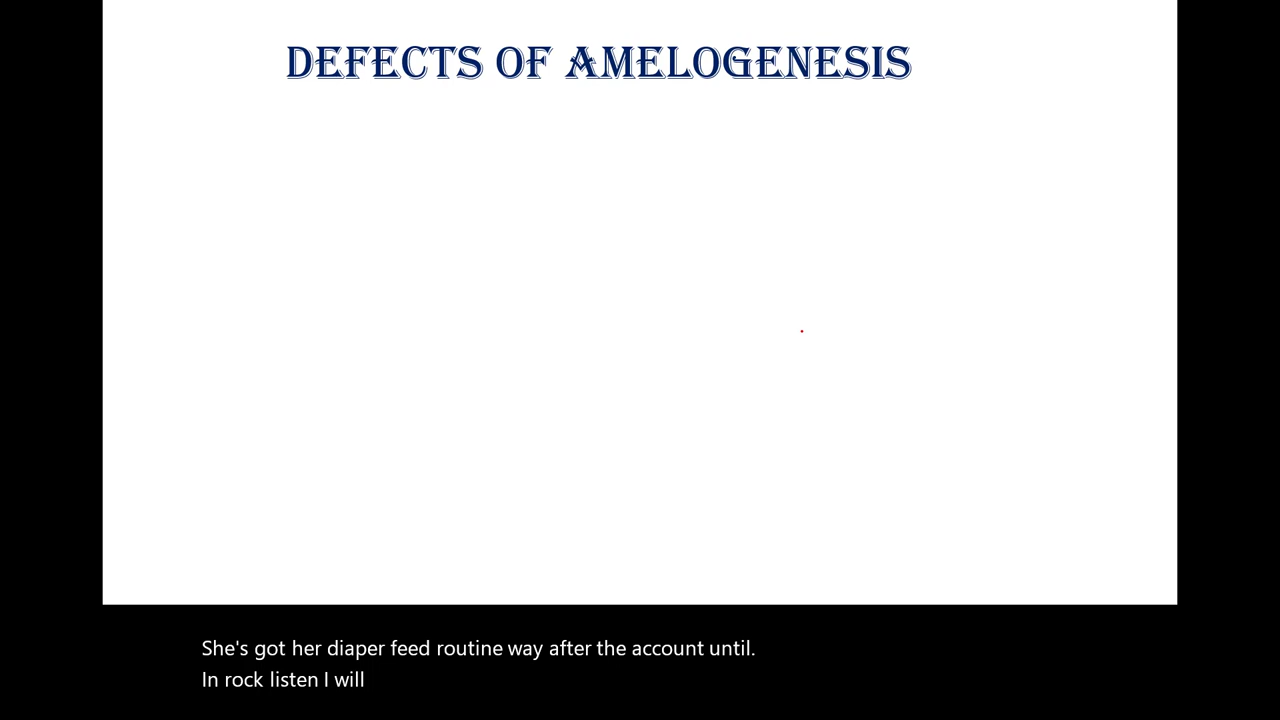 DEFECTS OF AMELOGENESIS
She's got her diaper feed routine way after the account until.
In rock listen I will